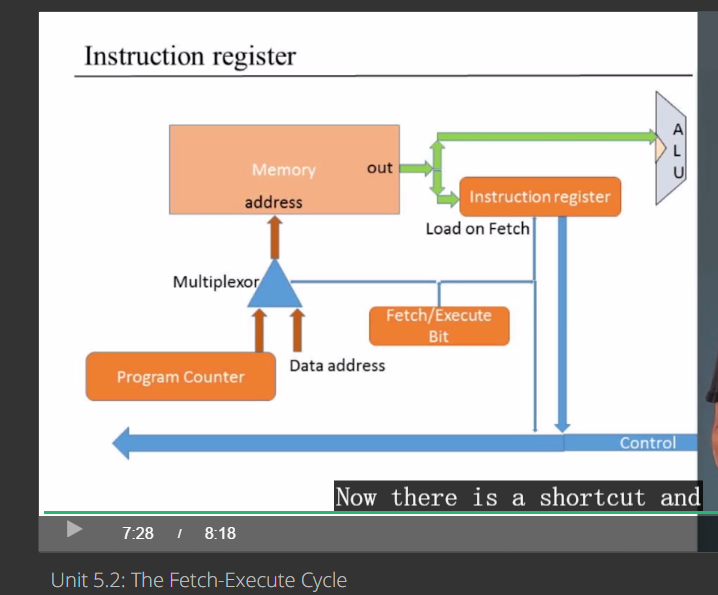 Instruction register
A
L
U
Memory
out
Instruction register
address
Load on Fetch
Multiplexor
Fetch/Execute
Bit
Data address
Program Counter
Control
Now there is a shortcut and
7:28 / 8:18
Unit 5.2: The Fetch-Execute Cycle